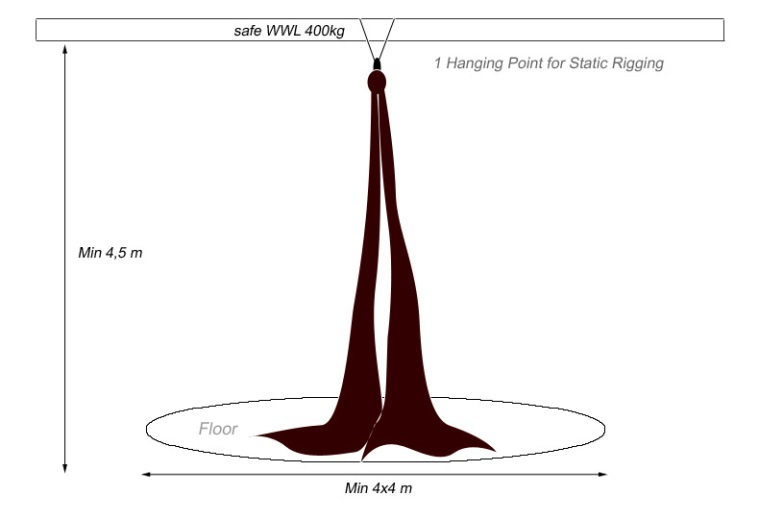 safe WWL 400kg
1 Hanging Point for Static Rigging
Min 4,5 m
Floor
Min 4x4 m